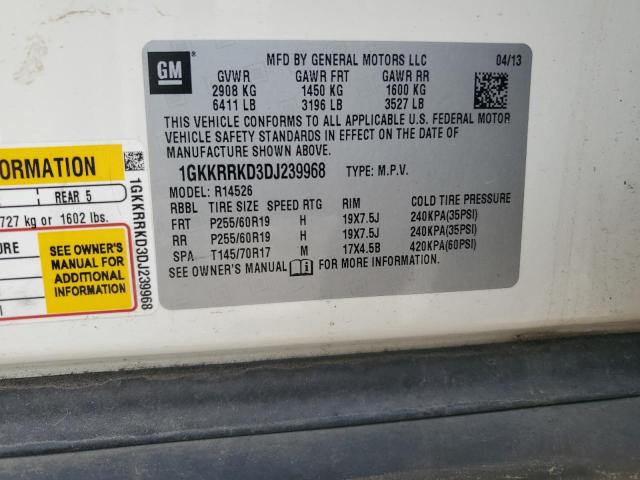 GM
MFD BY GENERAL MOTORS LLC 04/13
GVWR GAWR FRT GAWR RR
2908 KG 1450 KG 1600 KG
6411 LB 3196 LB 3527 LB
THIS VEHICLE CONFORMS TO ALL APPLICABLE U.S. FEDERAL MOTOR
VEHICLE SAFETY STANDARDS IN EFFECT ON THE DATE OF
MANUFACTURE SHOWN ABOVE.
1GKKRRKD3DJ239968 TYPE: M.P.V.
MODEL: R14526
RBBL TIRE SIZE SPEED RTG RIM COLD TIRE PRESSURE
FRT P255/60R19 H 19X7.5J 240KPA(35PSI)
RR P255/60R19 H 19X7.5J 240KPA(35PSI)
SPA T145/70R17 M 17X4.5B 420KPA(60PSI)
SEE OWNER'S MANUAL FOR MORE INFORMATION.
REAR 5
727 kg or 1602 lbs.
SEE OWNER'S
MANUAL FOR
ADDITIONAL
INFORMATION
1GKKRRKD3DJ239968